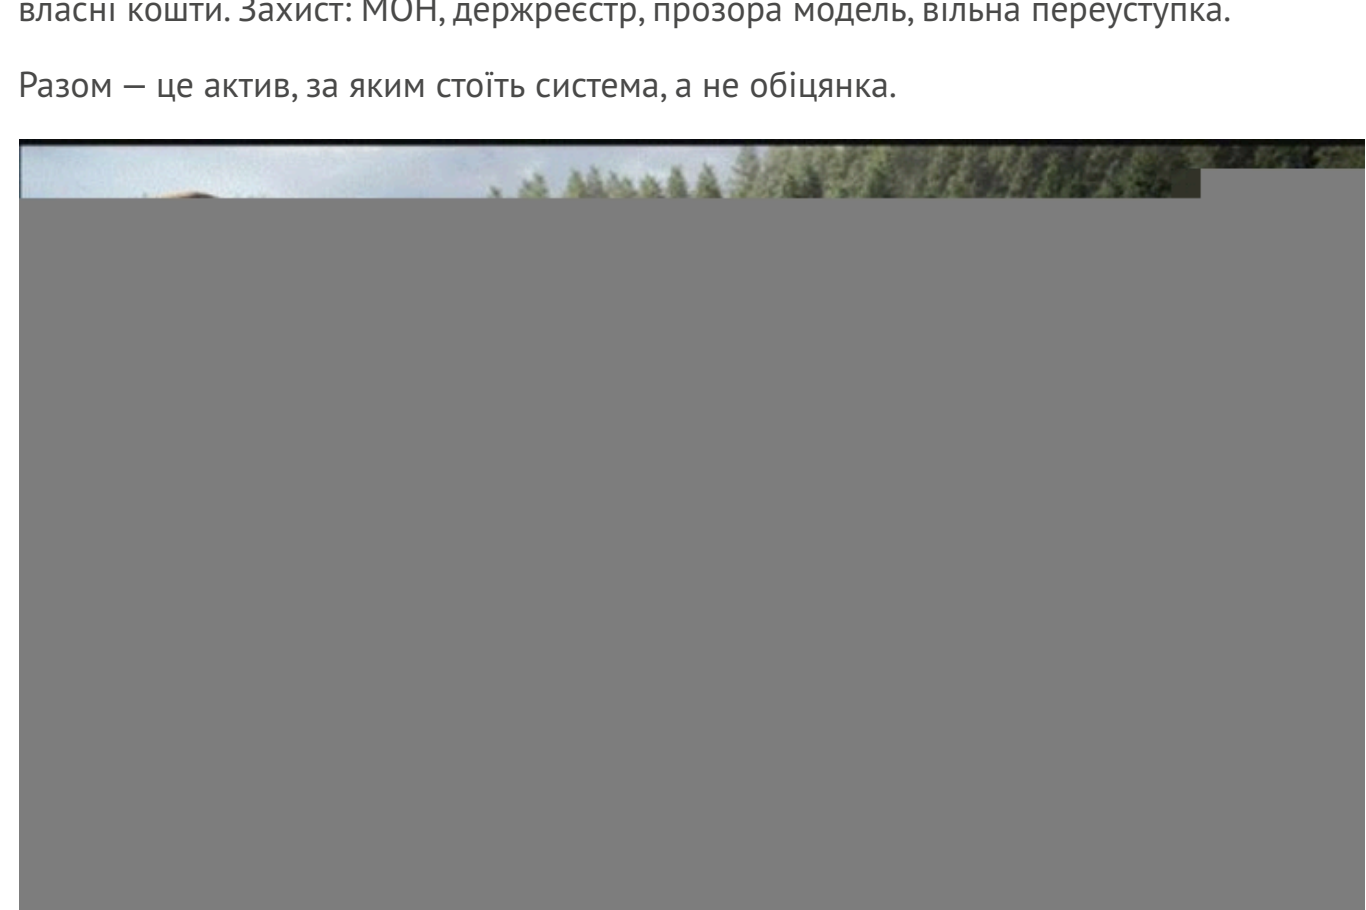 власні кошти. Захист: МОН, держреєстр, прозора модель, вільна переуступка.
Разом — це актив, за яким стоїть система, а не обіцянка.